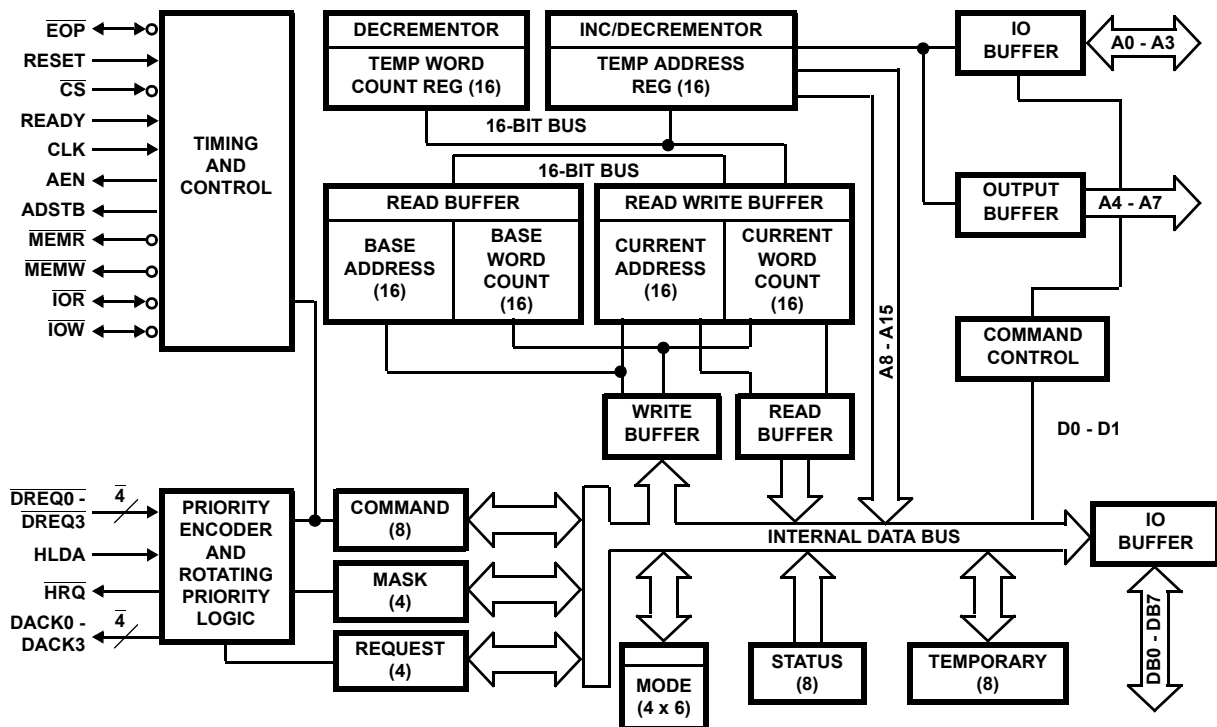 EOP
RESET
CS
READY
CLK
AEN
ADSTB
MEMR
MEMW
IOR
IOW
TIMING
AND
CONTROL
DECREMENTOR
TEMP WORD
COUNT REG (16)
INC/DECREMENTOR
TEMP ADDRESS
REG (16)
16-BIT BUS
16-BIT BUS
READ BUFFER
BASE
ADDRESS
(16)
BASE
WORD
COUNT
(16)
READ WRITE BUFFER
CURRENT
ADDRESS
(16)
CURRENT
WORD
COUNT
(16)
IO
BUFFER
A0 - A3
OUTPUT
BUFFER
A4 - A7
A8 - A15
COMMAND
CONTROL
D0 - D1
WRITE
BUFFER
READ
BUFFER
DREQ0 -
DREQ3
4
HLDA
HRQ
DACK0 -
DACK3
4
PRIORITY
ENCODER
AND
ROTATING
PRIORITY
LOGIC
COMMAND
(8)
MASK
(4)
REQUEST
(4)
INTERNAL DATA BUS
IO
BUFFER
DB0 - DB7
MODE
(4 x 6)
STATUS
(8)
TEMPORARY
(8)